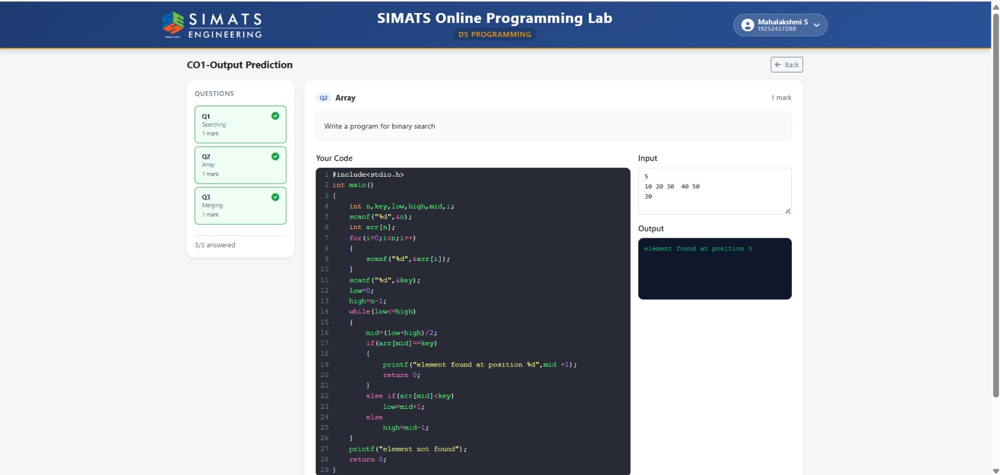 SIMATS
ENGINEERING
Engineer to Excel
SIMATS Online Programming Lab
DS PROGRAMMING
Mahalakshmi S
192524372RB
CO1-Output Prediction
← Back
QUESTIONS
Q1
Searching
1 mark
Q2
Array
1 mark
Q3
Merging
1 mark
3/3 answered
Q2 Array
1 mark
Write a program for binary search
Your Code
1 #include<stdio.h>
2 int main()
3 {
4     int n,key,low,high,mid,i;
5     scanf("%d",&n);
6     int arr[n];
7     for(i=0;i<n;i++)
8     {
9         scanf("%d",&arr[i]);
10     }
11     scanf("%d",&key);
12     low=0;
13     high=n-1;
14     while(low<=high)
15     {
16         mid=(low+high)/2;
17         if(arr[mid]==key)
18         {
19             printf("element found at position %d",mid +1);
20             return 0;
21         }
22         else if(arr[mid]<key)
23             low=mid+1;
24         else
25             high=mid-1;
26     }
27     printf("element not found");
28     return 0;
29 }
Input
5
10 20 30  40 50
30
Output
element found at position 3